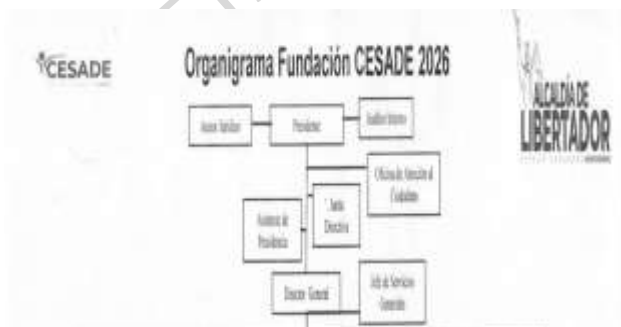 CESADE
Organigrama Fundación CESADE 2026
ALCALDÍA DE
LIBERTADOR
Asesor Jurídico
Presidente
Auditor Interno
Oficina de Atención al
Ciudadano
Junta
Directiva
Asistente de
Presidencia
Director General
Jefe de Servicios
Generales